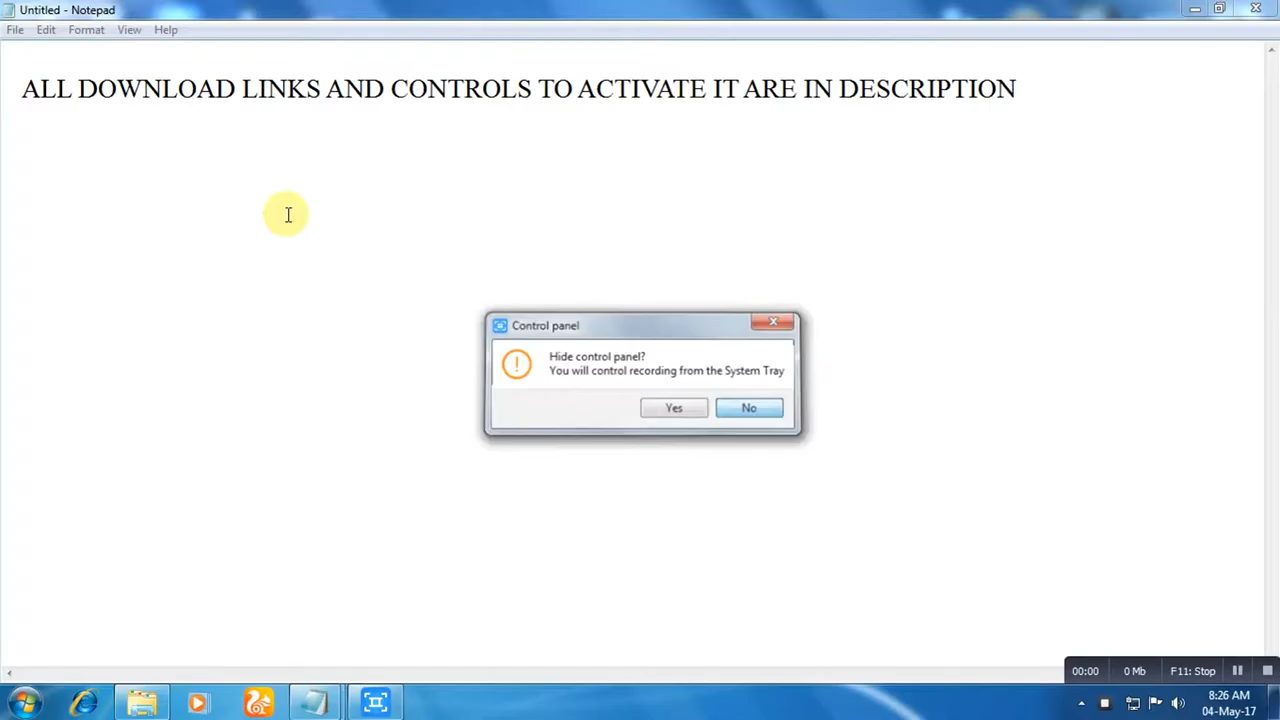 Untitled - Notepad
File Edit Format View Help
ALL DOWNLOAD LINKS AND CONTROLS TO ACTIVATE IT ARE IN DESCRIPTION
Control panel
Hide control panel?
You will control recording from the System Tray
Yes No
00:00 0 Mb F11: Stop
8:26 AM
04-May-17